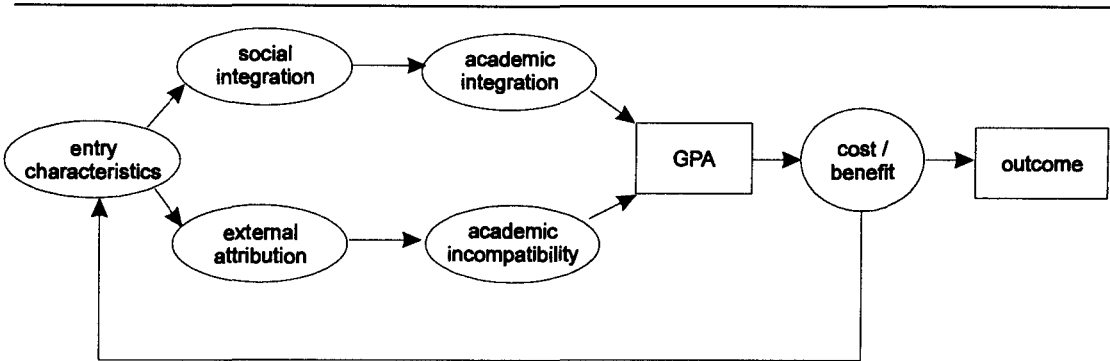 social
integration
academic
integration
entry
characteristics
GPA
cost /
benefit
outcome
external
attribution
academic
incompatibility